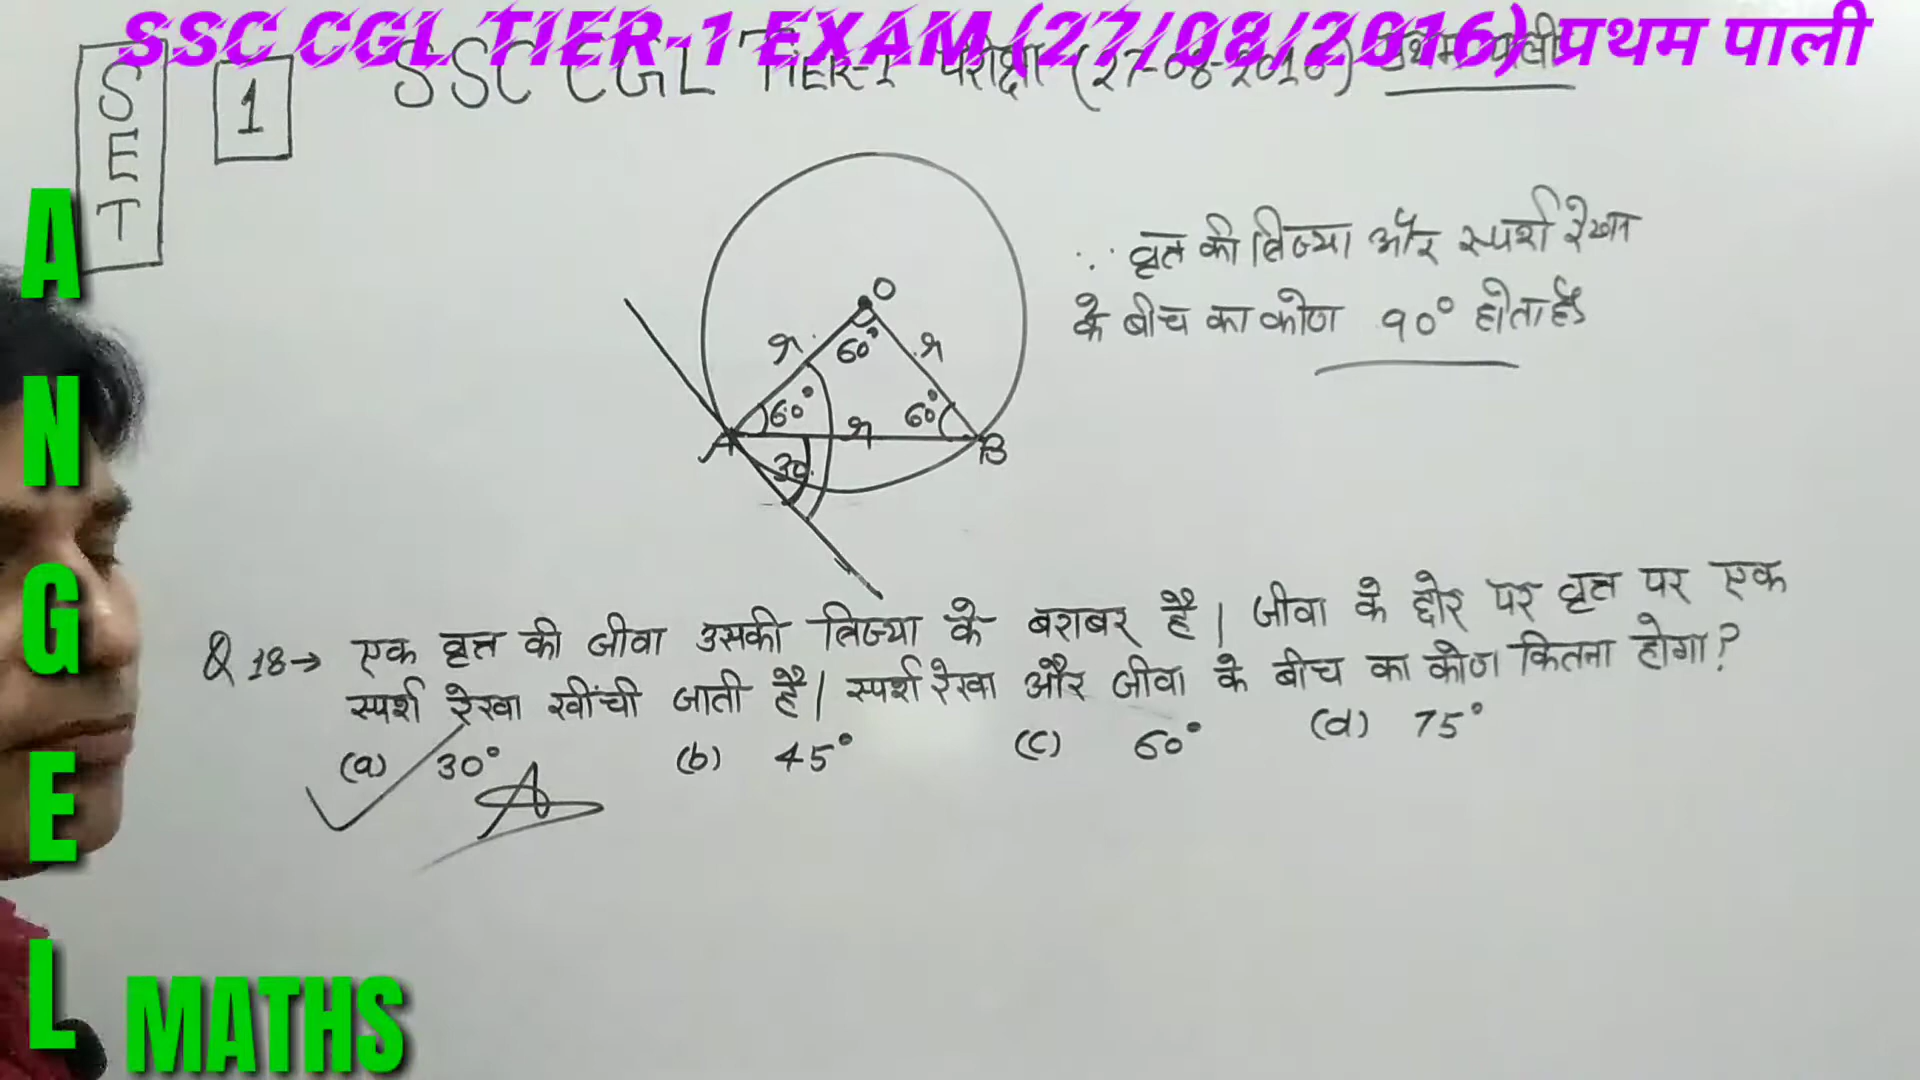 SSC CGL TIER-1 EXAM (27/08/2016) प्रथम पाली
SET
1
SSC CGL TIER-1 परीक्षा (27-08-2016) प्रथम पाली
O
r
60°
r
60°
60°
r
A
B
30
∵ वृत्त की त्रिज्या और स्पर्श रेखा
के बीच का कोण 90° होता है
Q 18→ एक वृत्त की जीवा उसकी त्रिज्या के बराबर है| जीवा के छोर पर वृत्त पर एक
स्पर्श रेखा खींची जाती है| स्पर्श रेखा और जीवा के बीच का कोण कितना होगा?
(a) 30° (b) 45° (c) 60° (d) 75°
A
ANGEL
MATHS